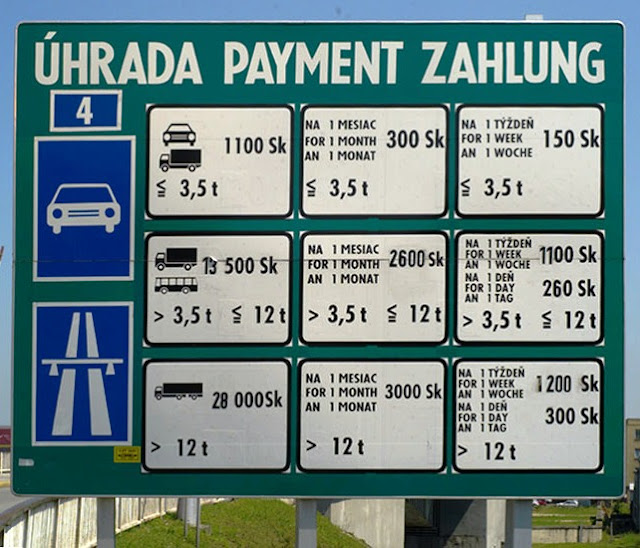 ÚHRADA PAYMENT ZAHLUNG
4
1100 Sk
≦ 3,5 t
NA 1 MESIAC
FOR 1 MONTH
AN 1 MONAT
300 Sk
≦ 3,5 t
NA 1 TÝŽDEŇ
FOR 1 WEEK
AN 1 WOCHE
150 Sk
≦ 3,5 t
13 500 Sk
> 3,5 t ≦ 12 t
NA 1 MESIAC
FOR 1 MONTH
AN 1 MONAT
2600 Sk
> 3,5 t ≦ 12 t
NA 1 TÝŽDEŇ
FOR 1 WEEK
AN 1 WOCHE
1100 Sk
NA 1 DEŇ
FOR 1 DAY
AN 1 TAG
260 Sk
> 3,5 t ≦ 12 t
28 000 Sk
> 12 t
NA 1 MESIAC
FOR 1 MONTH
AN 1 MONAT
3000 Sk
> 12 t
NA 1 TÝŽDEŇ
FOR 1 WEEK
AN 1 WOCHE
1200 Sk
NA 1 DEŇ
FOR 1 DAY
AN 1 TAG
300 Sk
> 12 t